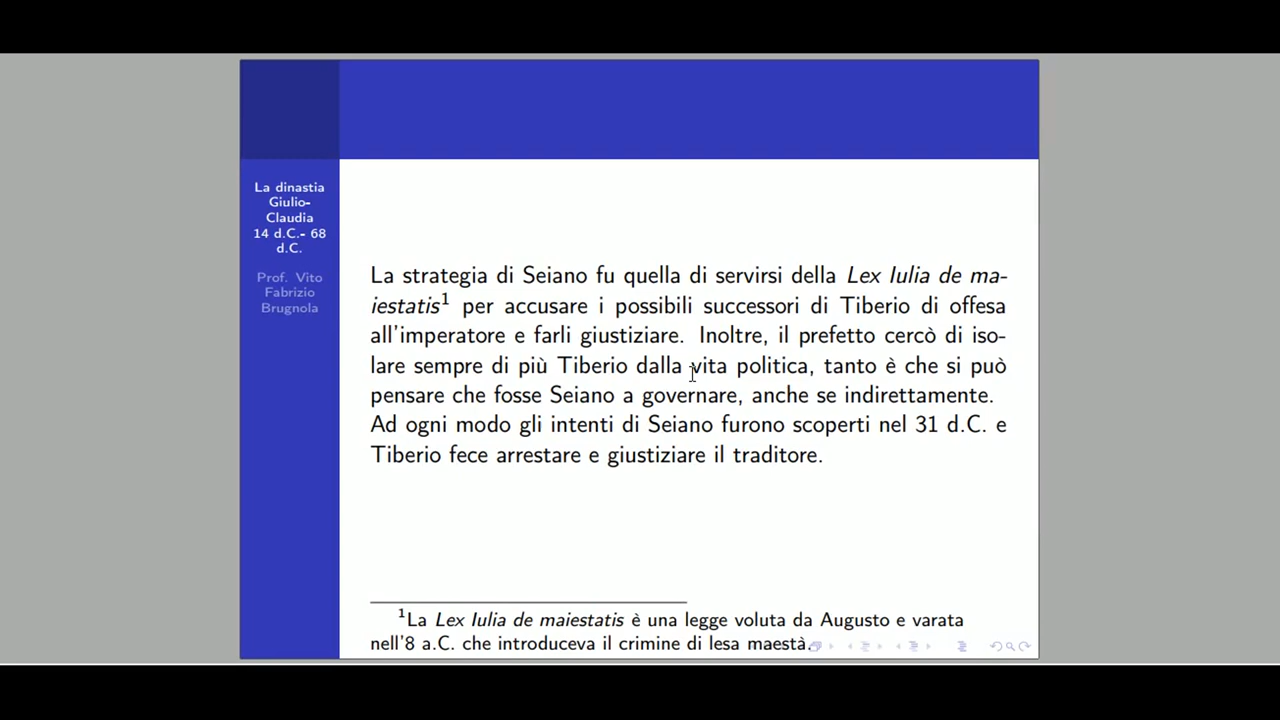 La dinastia
Giulio-
Claudia
14 d.C.- 68
d.C.
Prof. Vito
Fabrizio
Brugnola
La strategia di Seiano fu quella di servirsi della Lex Iulia de ma-
iestatis¹ per accusare i possibili successori di Tiberio di offesa
all'imperatore e farli giustiziare. Inoltre, il prefetto cercò di iso-
lare sempre di più Tiberio dalla vita politica, tanto è che si può
pensare che fosse Seiano a governare, anche se indirettamente.
Ad ogni modo gli intenti di Seiano furono scoperti nel 31 d.C. e
Tiberio fece arrestare e giustiziare il traditore.
¹La Lex Iulia de maiestatis è una legge voluta da Augusto e varata
nell'8 a.C. che introduceva il crimine di lesa maestà.